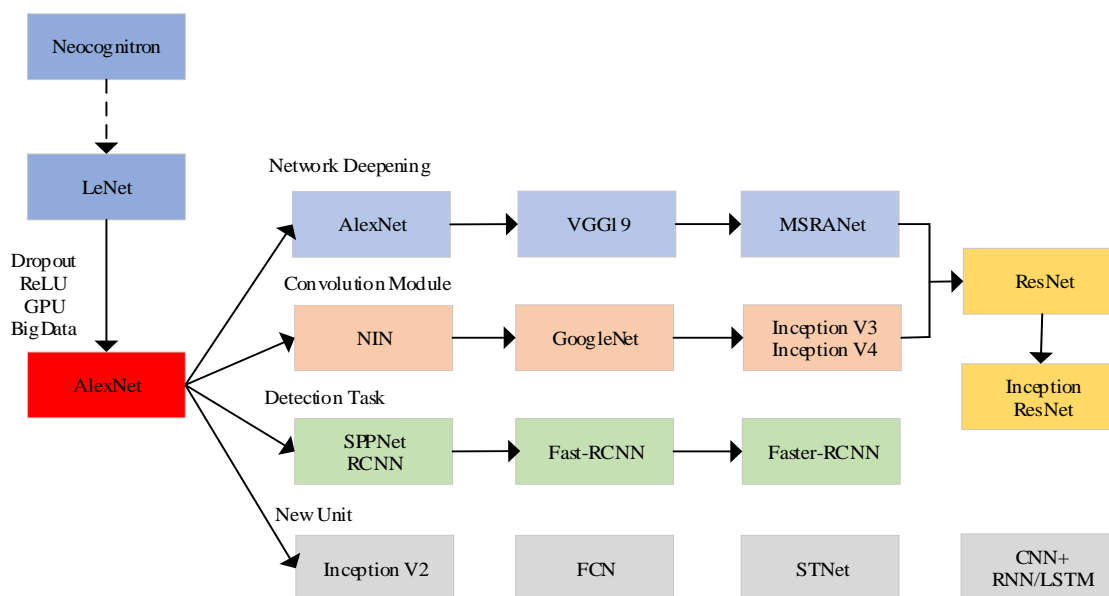 Neocognitron
LeNet
Dropout
ReLU
GPU
BigData
AlexNet
Network Deepening
AlexNet
VGG19
MSRANet
Convolution Module
NIN
GoogleNet
Inception V3
Inception V4
ResNet
Inception
ResNet
Detection Task
SPPNet
RCNN
Fast-RCNN
Faster-RCNN
New Unit
Inception V2
FCN
STNet
CNN+
RNN/LSTM